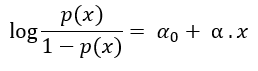 log p(x) / 1 − p(x) = α₀ + α . x